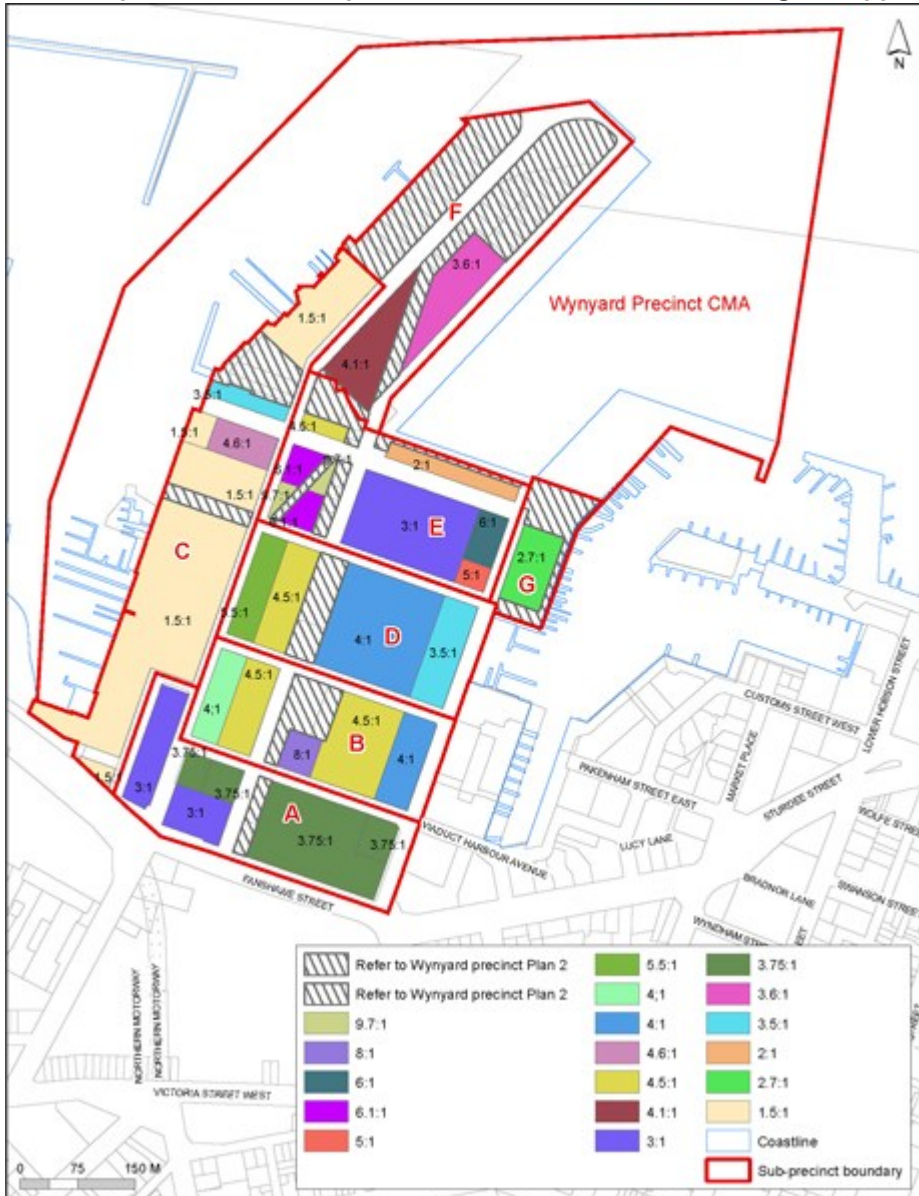 N
F
3.6:1
Wynyard Precinct CMA
1.5:1
4.1:1
3.5:1
4.5:1
1.5:1
4.6:1
9.7:1
6.1:1
2:1
1.5:1
9.7:1
6.1:1
3:1
E
6:1
5:1
2.7:1
G
C
1.5:1
5.5:1
4.5:1
4:1
D
3.5:1
4;1
4.5:1
4.5:1
8:1
B
4:1
3.75:1
3:1
1.5:1
3.75:1
3:1
A
3.75:1
3.75:1
CUSTOMS STREET WEST
LOWER HOBSON STREET
MARKET PLACE
PAKENHAM STREET EAST
STURDEE STREET
WOLFE STRE
VIADUCT HARBOUR AVENUE
LUCY LANE
BRADNOR LANE
SWANSON STREET
FANSHAWE STREET
WYNDHAM ST
NORTHERN MOTORWAY
NORTHERN MOTORWAY
VICTORIA STREET WEST
Refer to Wynyard precinct Plan 2
Refer to Wynyard precinct Plan 2
9.7:1
8:1
6:1
6.1:1
5:1
5.5:1
4;1
4:1
4.6:1
4.5:1
4.1:1
3:1
3.75:1
3.6:1
3.5:1
2:1
2.7:1
1.5:1
Coastline
Sub-precinct boundary
0 75 150 M